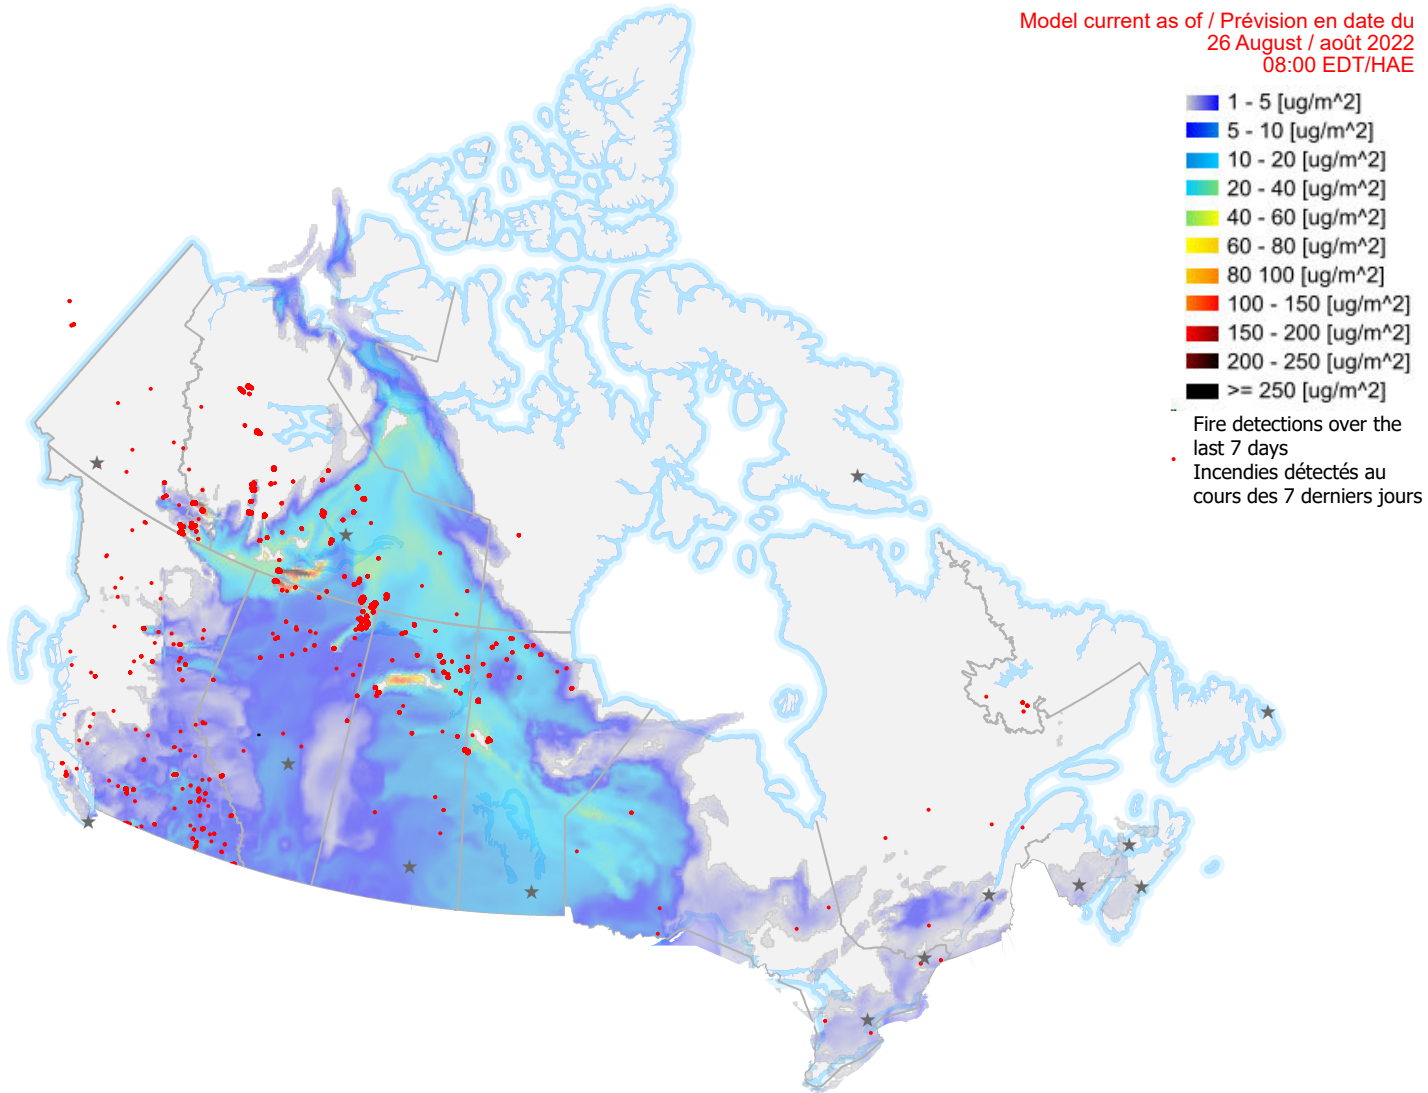 Model current as of / Prévision en date du
26 August / août 2022
08:00 EDT/HAE
1 - 5 [ug/m^2]
5 - 10 [ug/m^2]
10 - 20 [ug/m^2]
20 - 40 [ug/m^2]
40 - 60 [ug/m^2]
60 - 80 [ug/m^2]
80 100 [ug/m^2]
100 - 150 [ug/m^2]
150 - 200 [ug/m^2]
200 - 250 [ug/m^2]
>= 250 [ug/m^2]
Fire detections over the
last 7 days
Incendies détectés au
cours des 7 derniers jours